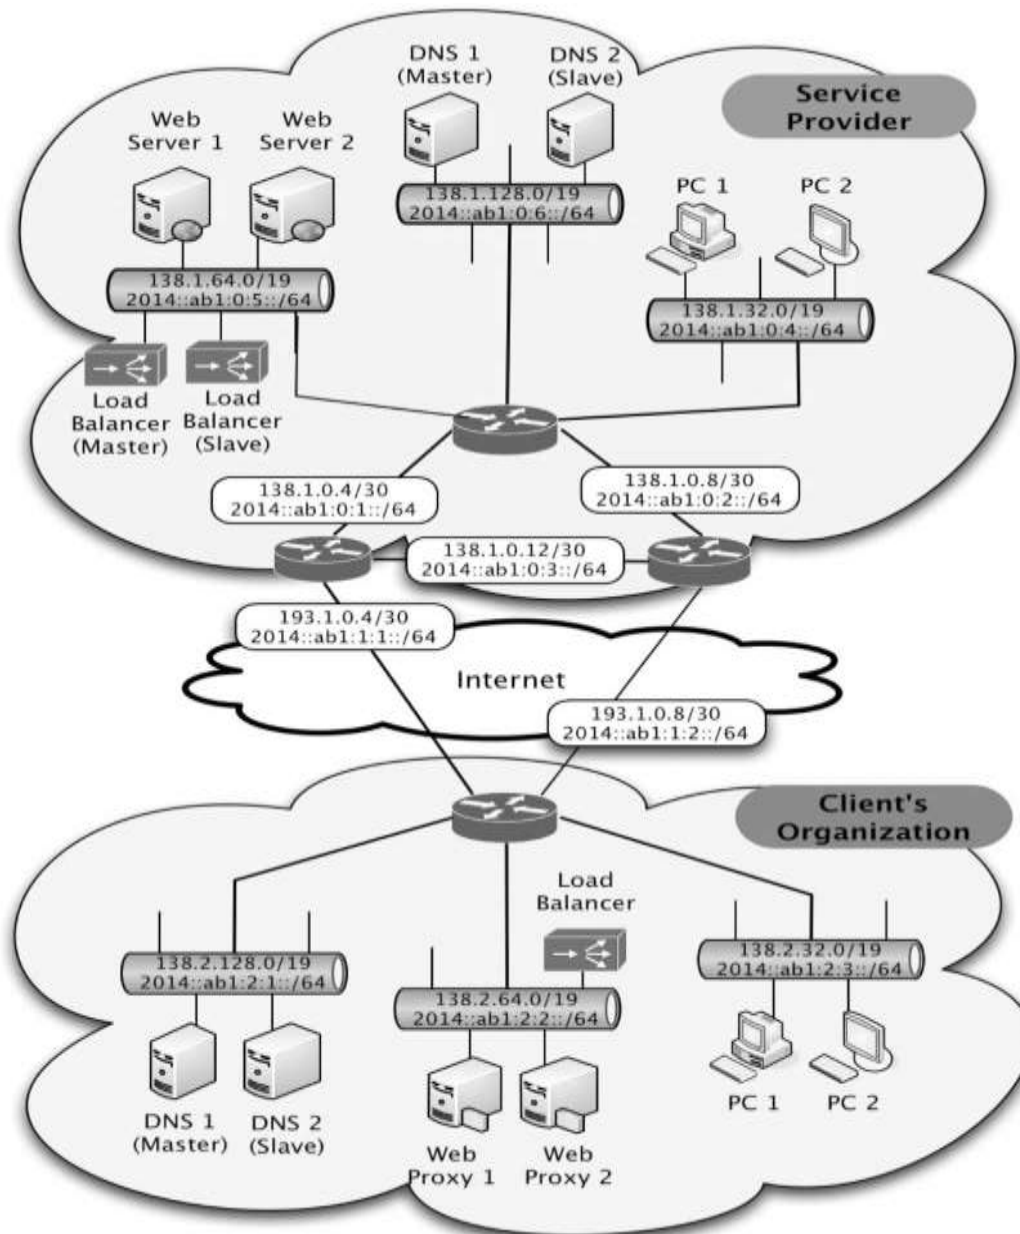 DNS 1
(Master)
DNS 2
(Slave)
Service
Provider
Web
Server 1
Web
Server 2
PC 1
PC 2
138.1.128.0/19
2014::ab1:0:6::/64
138.1.64.0/19
2014::ab1:0:5::/64
138.1.32.0/19
2014::ab1:0:4::/64
Load
Balancer
(Master)
Load
Balancer
(Slave)
138.1.0.4/30
2014::ab1:0:1::/64
138.1.0.8/30
2014::ab1:0:2::/64
138.1.0.12/30
2014::ab1:0:3::/64
193.1.0.4/30
2014::ab1:1:1::/64
Internet
193.1.0.8/30
2014::ab1:1:2::/64
Client's
Organization
Load
Balancer
138.2.128.0/19
2014::ab1:2:1::/64
138.2.64.0/19
2014::ab1:2:2::/64
138.2.32.0/19
2014::ab1:2:3::/64
DNS 1
(Master)
DNS 2
(Slave)
Web
Proxy 1
Web
Proxy 2
PC 1
PC 2